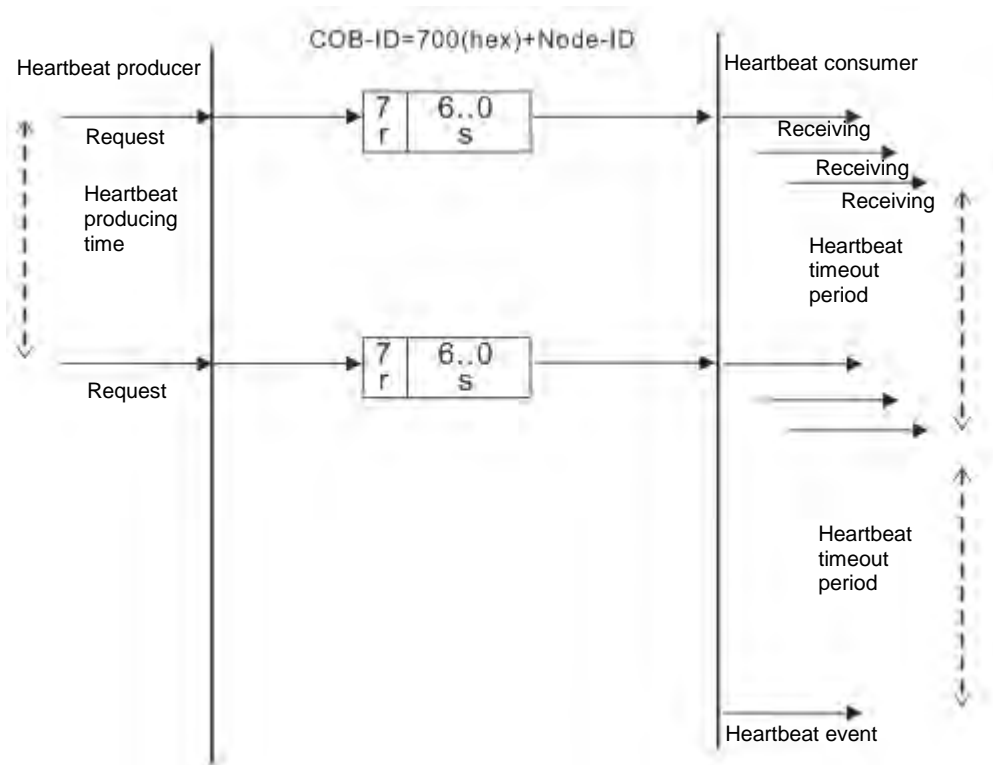 COB-ID=700(hex)+Node-ID
Heartbeat producer
Heartbeat consumer
7
6..0
r
s
Request
Receiving
Receiving
Receiving
Heartbeat
producing
time
Heartbeat
timeout
period
7
6..0
r
s
Request
Heartbeat
timeout
period
Heartbeat event